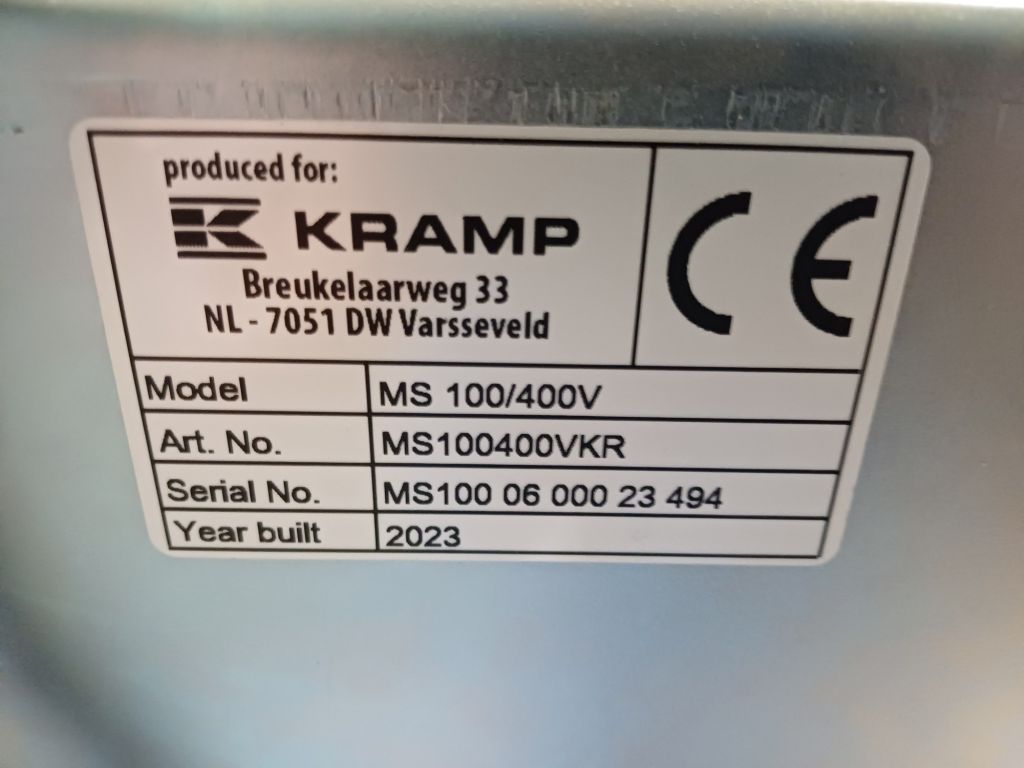 produced for:
KRAMP
Breukelaarweg 33
NL - 7051 DW Varsseveld
CE
Model MS 100/400V
Art. No. MS100400VKR
Serial No. MS100 06 000 23 494
Year built 2023